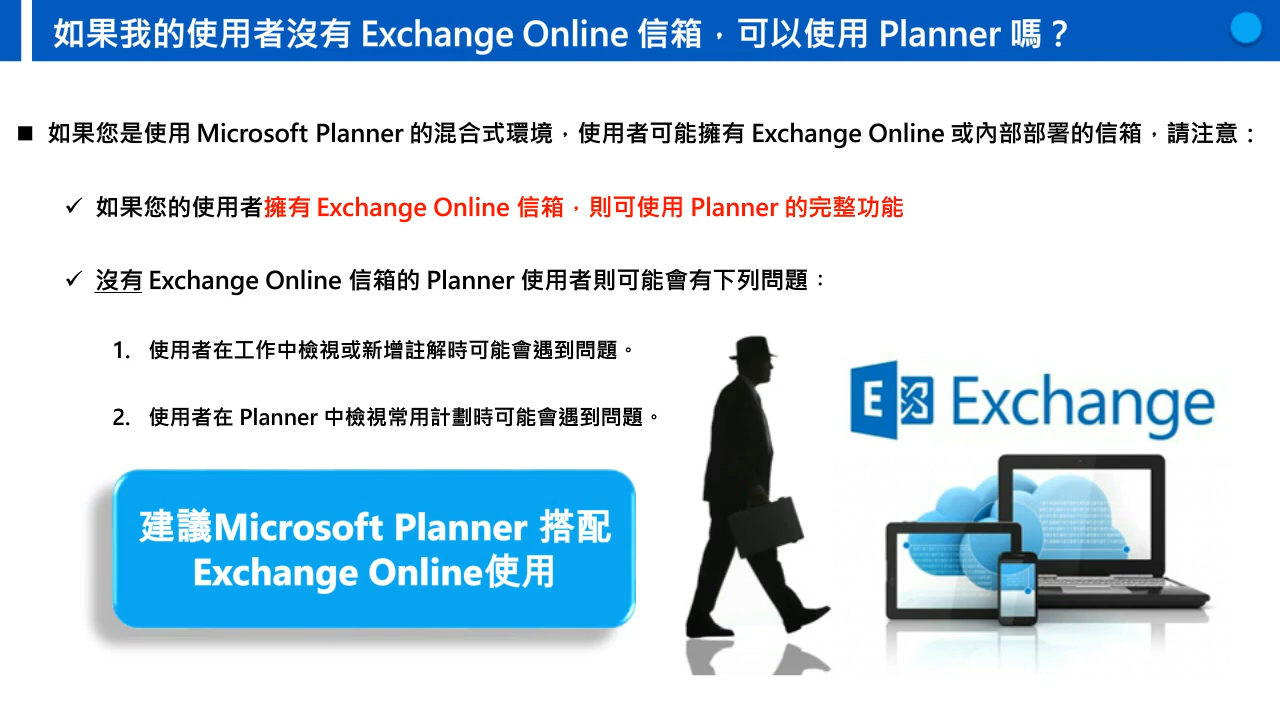 如果我的使用者沒有 Exchange Online 信箱，可以使用 Planner 嗎？
■ 如果您是使用 Microsoft Planner 的混合式環境，使用者可能擁有 Exchange Online 或內部部署的信箱，請注意：
✓ 如果您的使用者擁有 Exchange Online 信箱，則可使用 Planner 的完整功能
✓ 沒有 Exchange Online 信箱的 Planner 使用者則可能會有下列問題：
1. 使用者在工作中檢視或新增註解時可能會遇到問題。
2. 使用者在 Planner 中檢視常用計劃時可能會遇到問題。
建議Microsoft Planner 搭配
Exchange Online使用
E Exchange